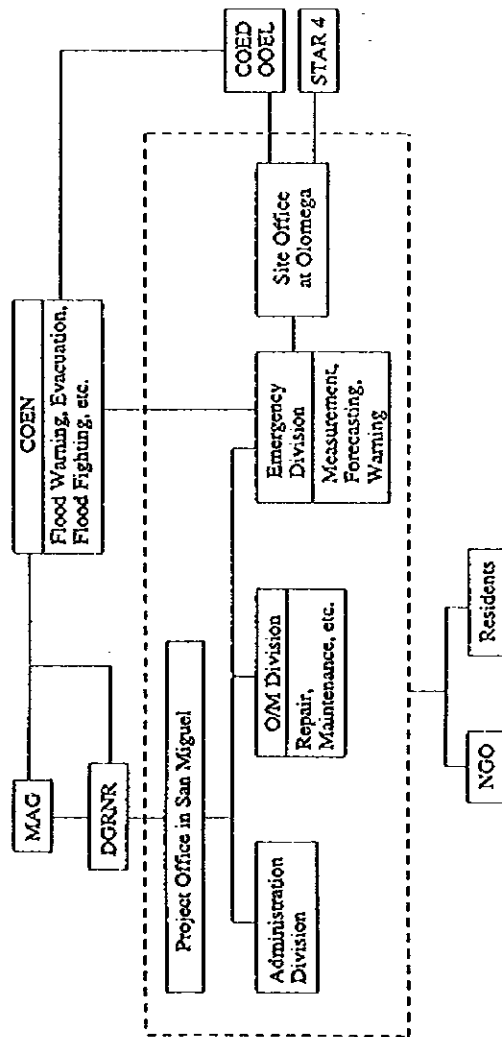 MAG
COEN
Flood Warning, Evacuation,
Flood Fighting, etc.
DGRNR
COED
OOEL
STAR 4
Project Office in San Miguel
Administration
Division
O/M Division
Repair,
Maintenance, etc.
Emergency
Division
Measurement,
Forecasting,
Warning
Site Office
at Olomega
NGO
Residents